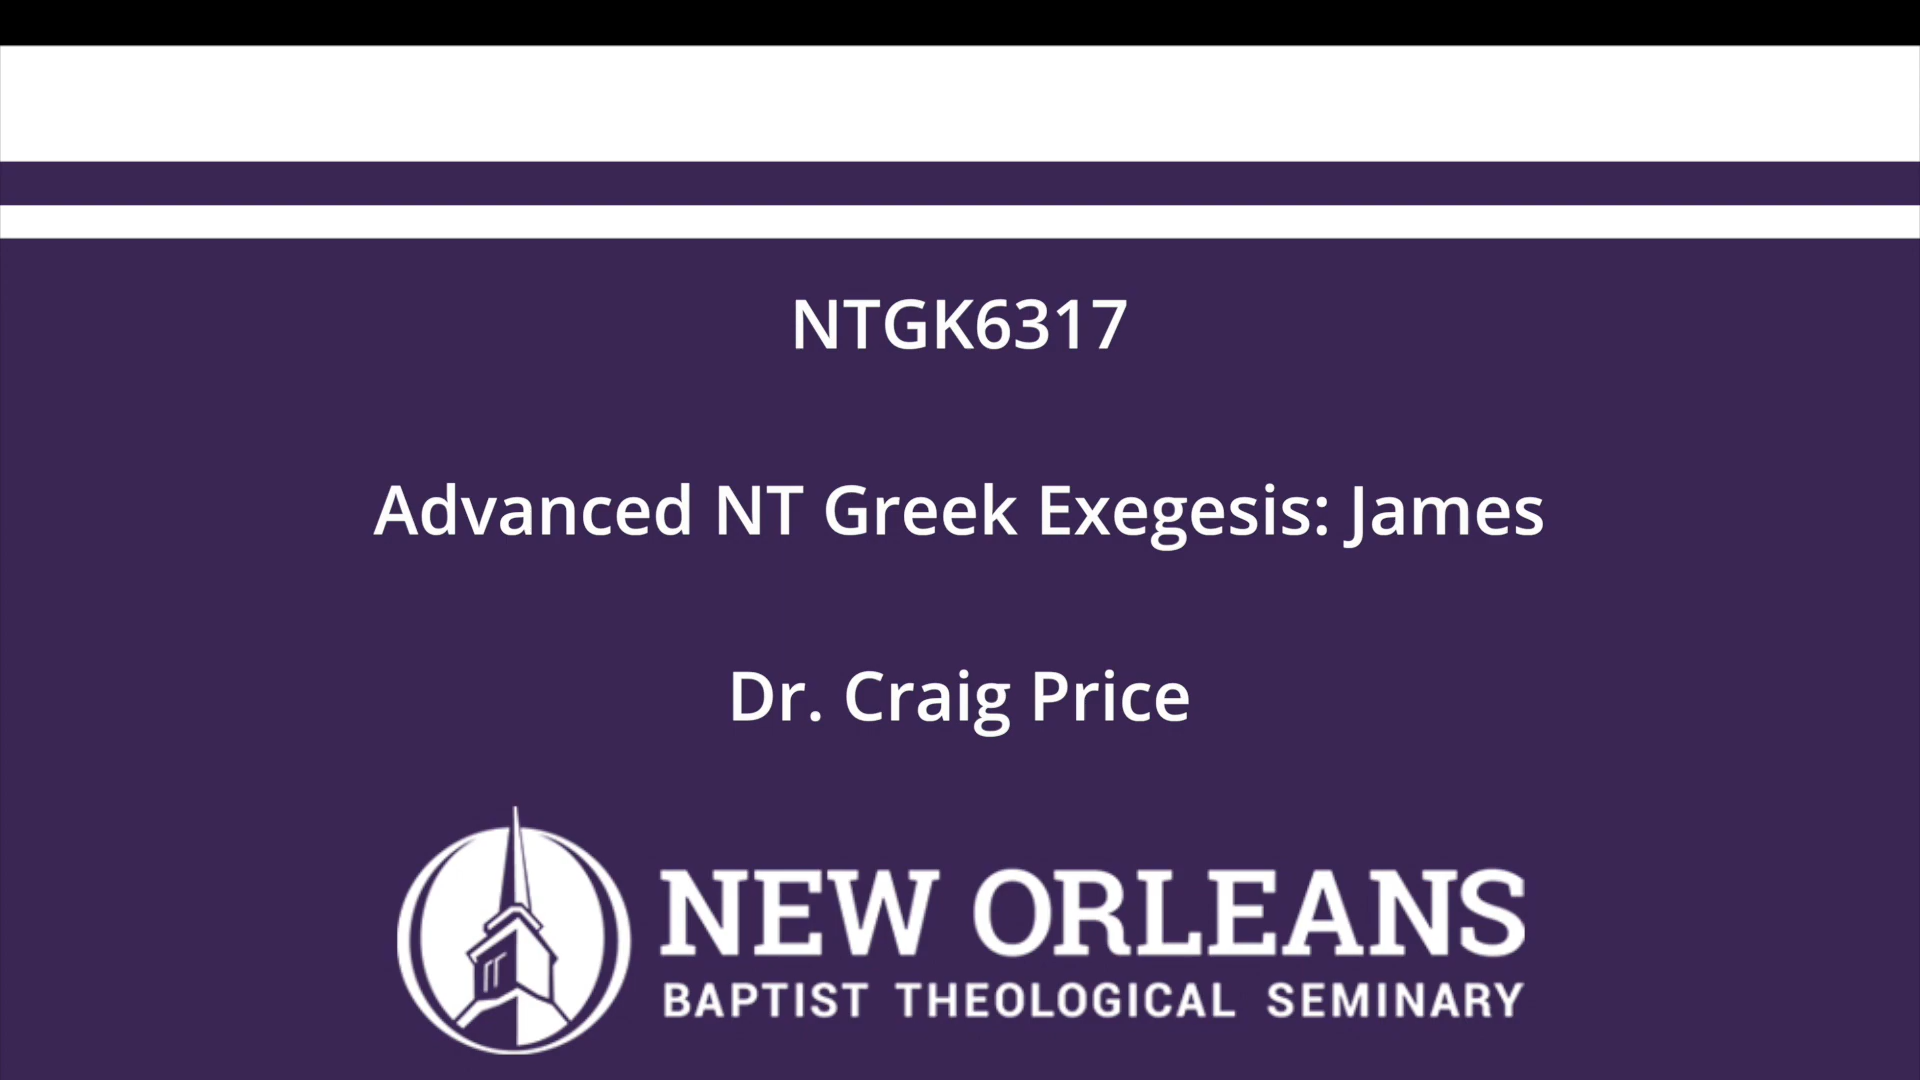 NTGK6317
Advanced NT Greek Exegesis: James
Dr. Craig Price
NEW ORLEANS
BAPTIST THEOLOGICAL SEMINARY